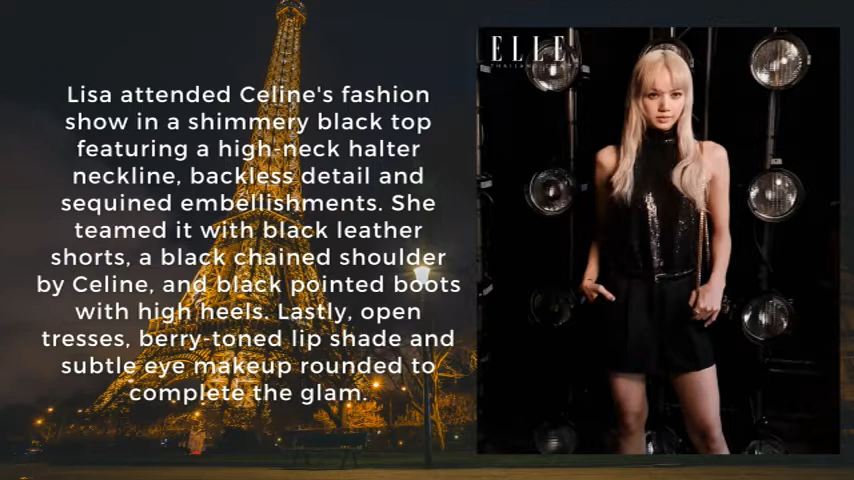 Lisa attended Celine's fashion
show in a shimmery black top
featuring a high-neck halter
neckline, backless detail and
sequined embellishments. She
teamed it with black leather
shorts, a black chained shoulder
by Celine, and black pointed boots
with high heels. Lastly, open
tresses, berry-toned lip shade and
subtle eye makeup rounded to
complete the glam.
ELLE
THAILAND